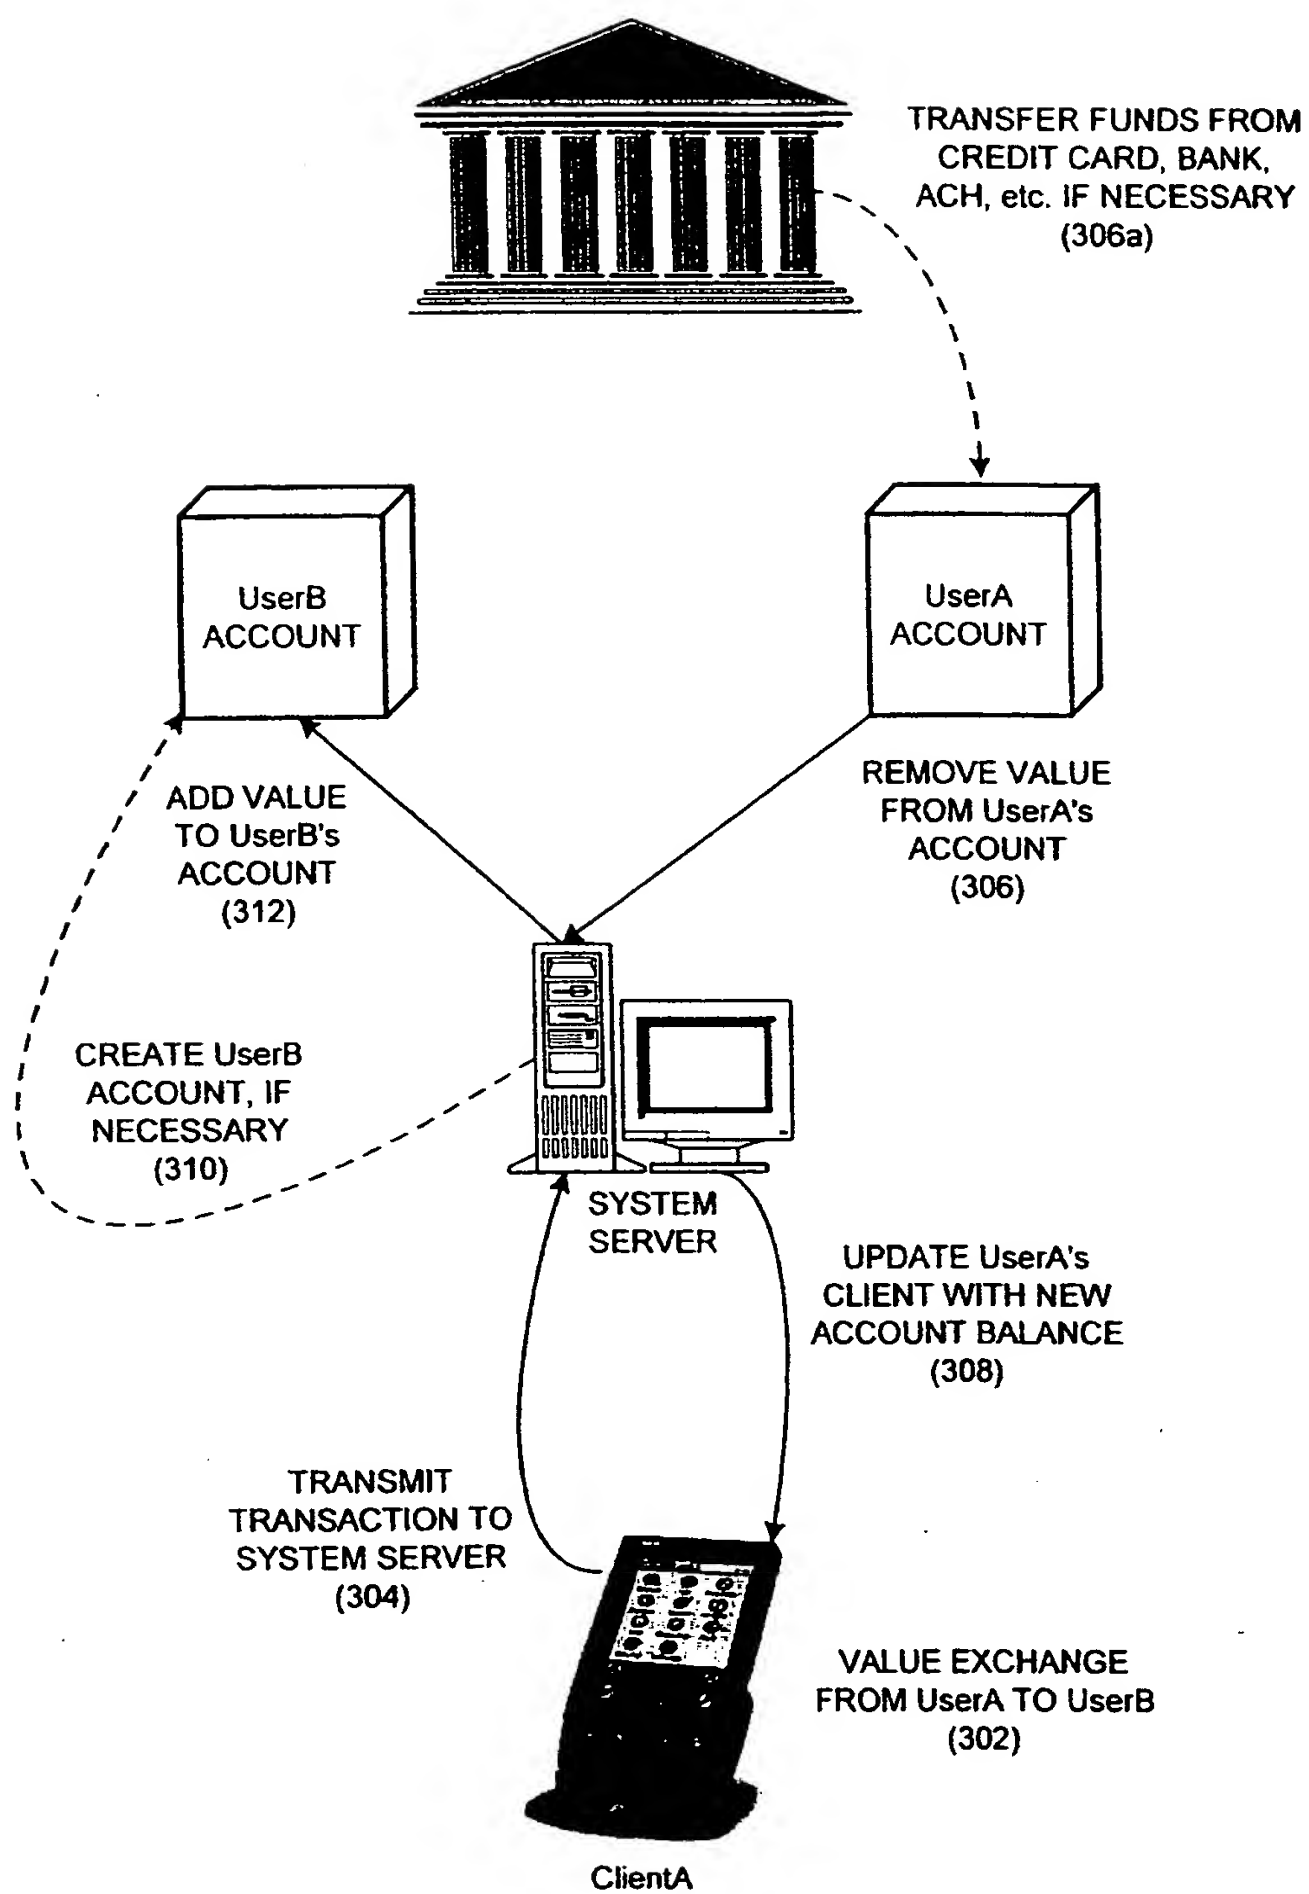 TRANSFER FUNDS FROM
CREDIT CARD, BANK,
ACH, etc. IF NECESSARY
(306a)
UserB
ACCOUNT
UserA
ACCOUNT
ADD VALUE
TO UserB's
ACCOUNT
(312)
REMOVE VALUE
FROM UserA's
ACCOUNT
(306)
CREATE UserB
ACCOUNT, IF
NECESSARY
(310)
SYSTEM
SERVER
UPDATE UserA's
CLIENT WITH NEW
ACCOUNT BALANCE
(308)
TRANSMIT
TRANSACTION TO
SYSTEM SERVER
(304)
VALUE EXCHANGE
FROM UserA TO UserB
(302)
ClientA